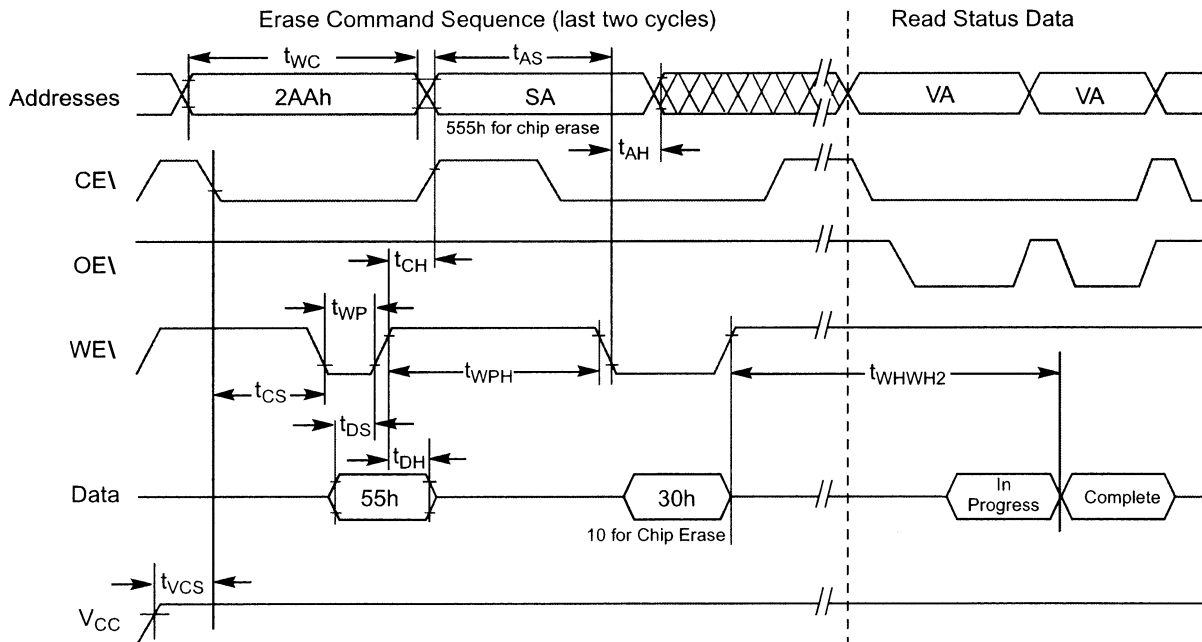 Erase Command Sequence (last two cycles)
Read Status Data
tWC
tAS
Addresses
2AAh
SA
VA
VA
555h for chip erase
tAH
CE\
OE\
tCH
tWP
WE\
tWPH
tWHWH2
tCS
tDS
tDH
Data
55h
30h
In
Progress
Complete
10 for Chip Erase
tVCS
VCC